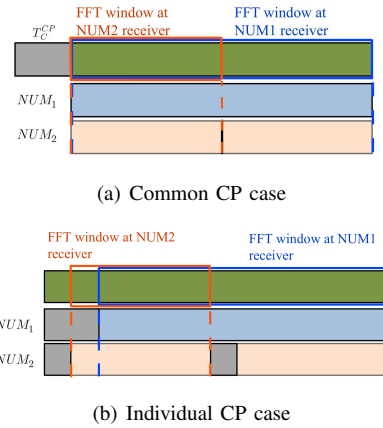 FFT window at
NUM2 receiver
FFT window at
NUM1 receiver
T_C^{CP}
NUM_1
NUM_2
(a) Common CP case
FFT window at NUM2
receiver
FFT window at NUM1
receiver
NUM_1
NUM_2
(b) Individual CP case